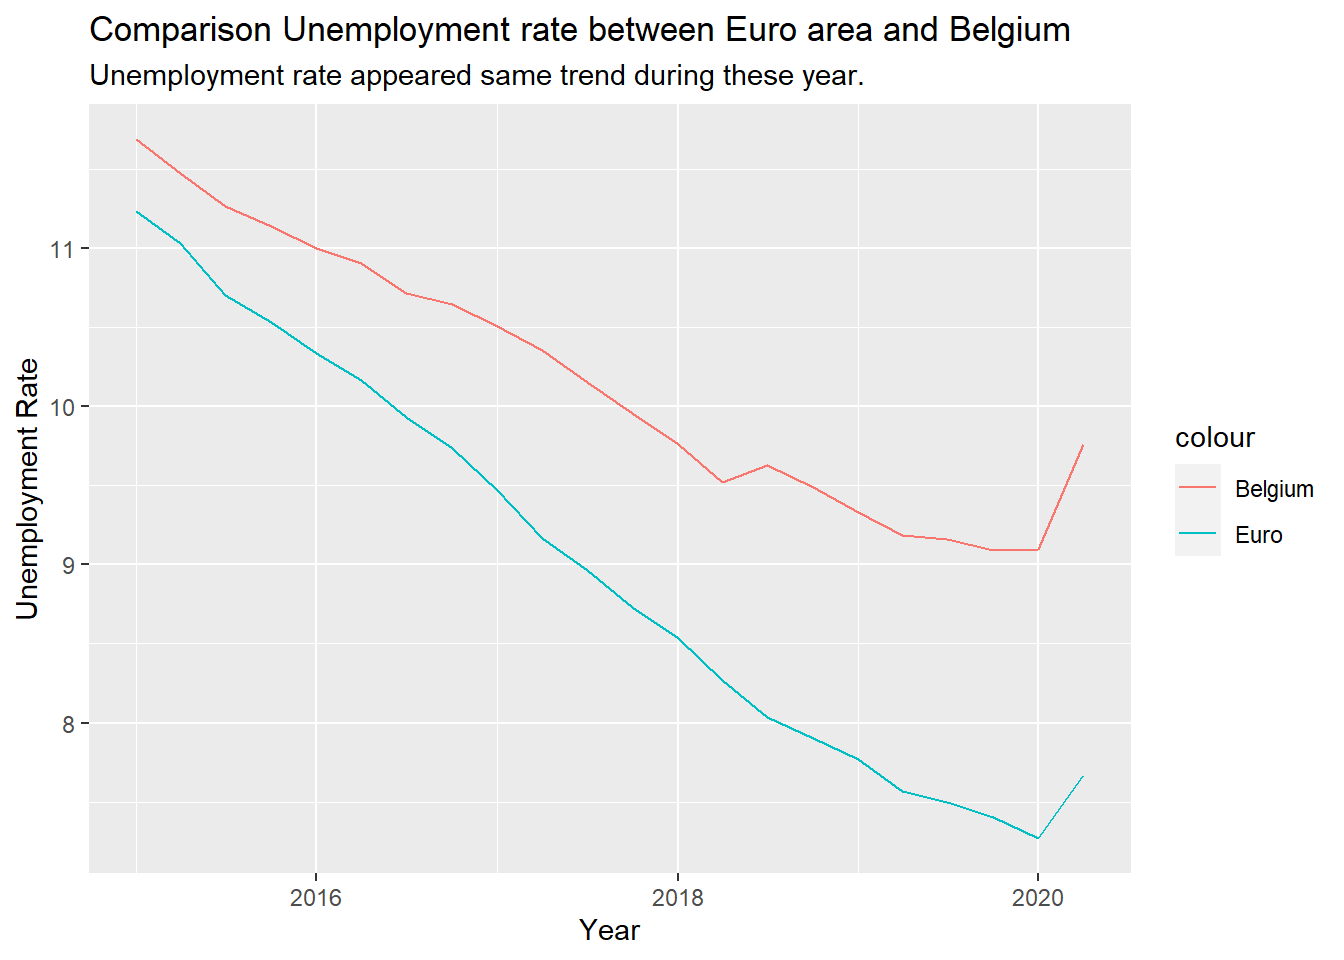 Comparison Unemployment rate between Euro area and Belgium
Unemployment rate appeared same trend during these year.
Unemployment Rate
11
10
9
8
2016
2018
2020
Year
colour
Belgium
Euro